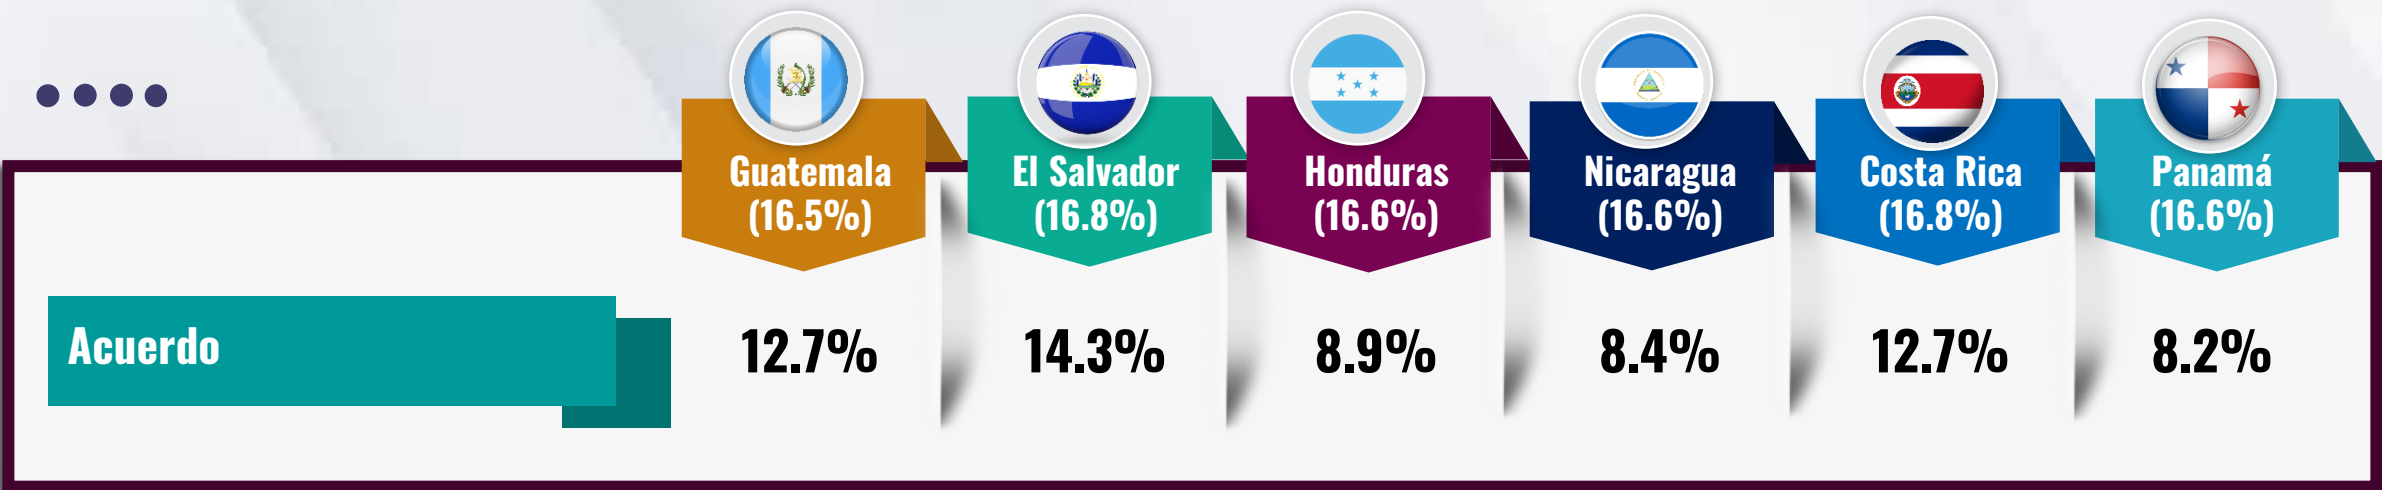 Guatemala
(16.5%)
El Salvador
(16.8%)
Honduras
(16.6%)
Nicaragua
(16.6%)
Costa Rica
(16.8%)
Panamá
(16.6%)
Acuerdo
12.7%
14.3%
8.9%
8.4%
12.7%
8.2%